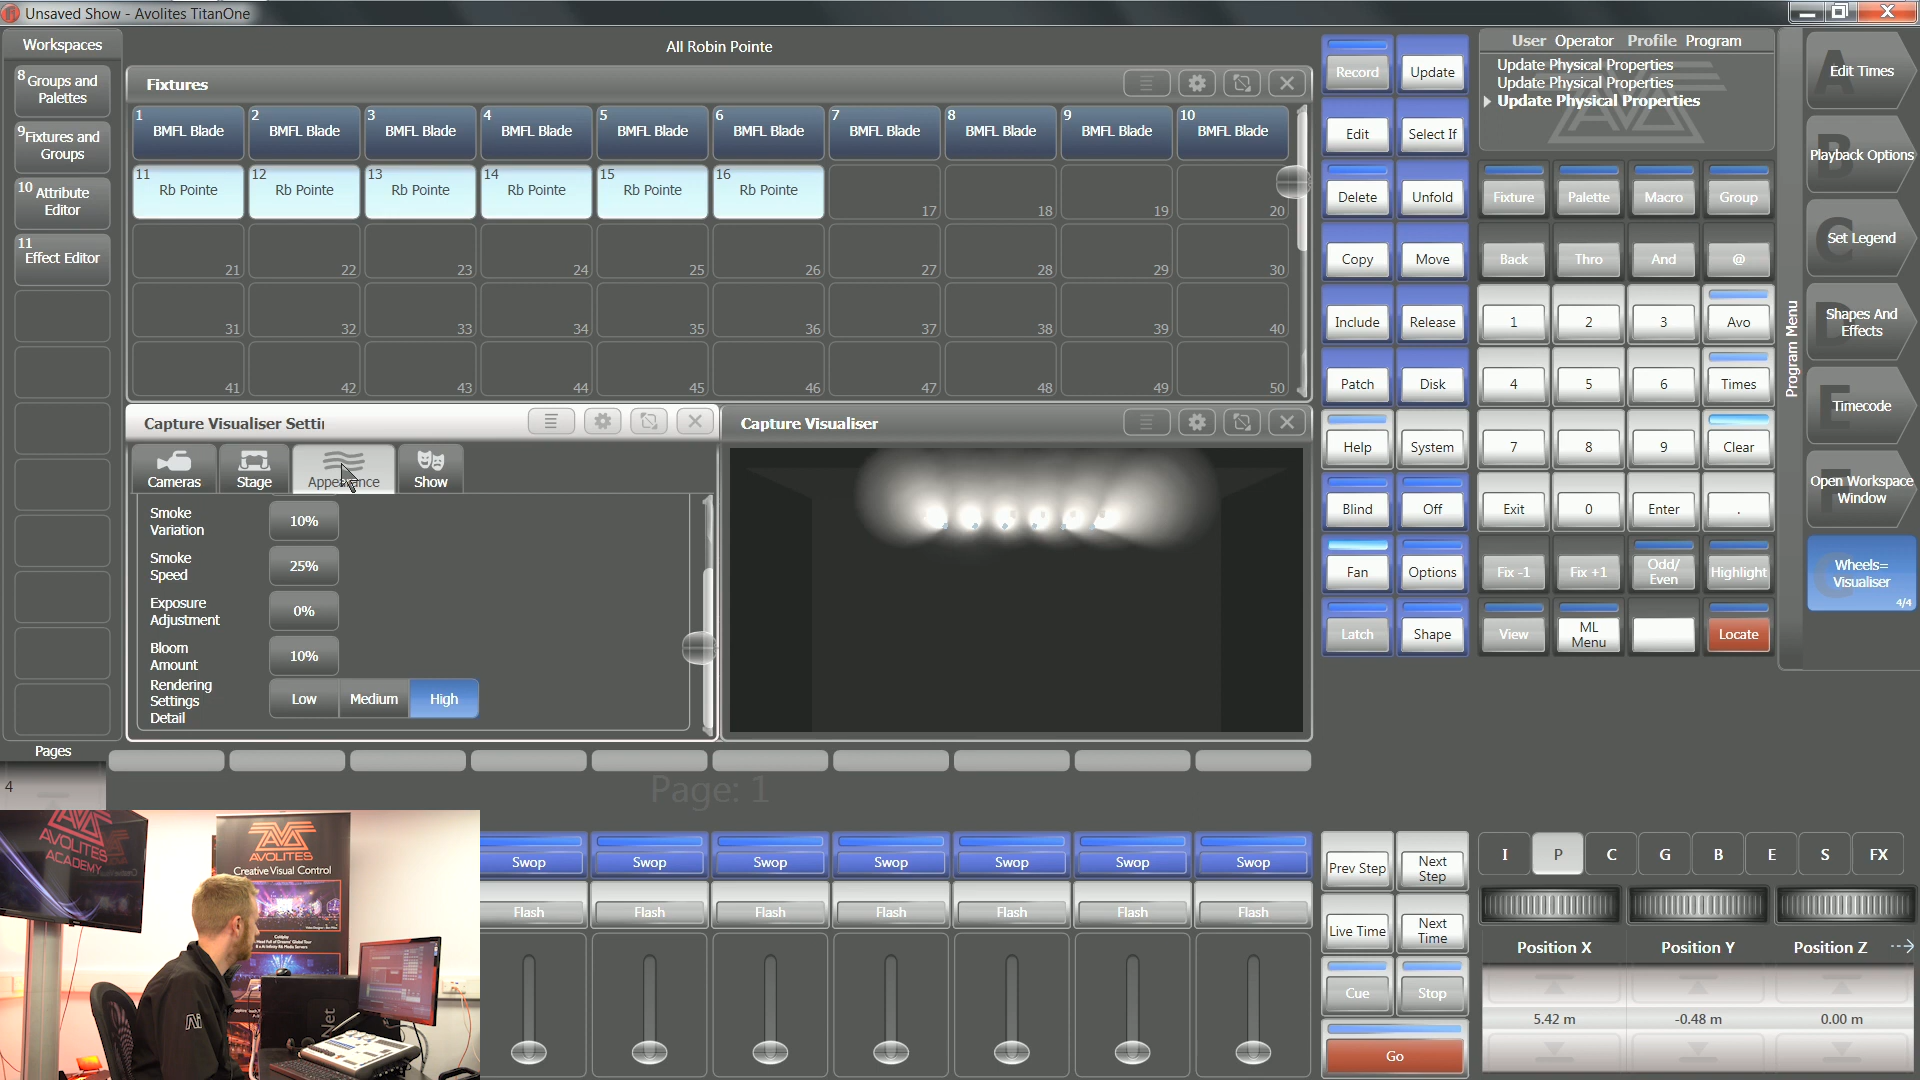 Unsaved Show - Avolites TitanOne
Workspaces
8
Groups and
Palettes
9
Fixtures and
Groups
10
Attribute
Editor
11
Effect Editor
All Robin Pointe
Fixtures
1 BMFL Blade
2 BMFL Blade
3 BMFL Blade
4 BMFL Blade
5 BMFL Blade
6 BMFL Blade
7 BMFL Blade
8 BMFL Blade
9 BMFL Blade
10 BMFL Blade
11 Rb Pointe
12 Rb Pointe
13 Rb Pointe
14 Rb Pointe
15 Rb Pointe
16 Rb Pointe
17 18 19 20
21 22 23 24 25 26 27 28 29 30
31 32 33 34 35 36 37 38 39 40
41 42 43 44 45 46 47 48 49 50
Capture Visualiser Setti
Cameras
Stage
Appearance
Show
Smoke
Variation
10%
Smoke
Speed
25%
Exposure
Adjustment
0%
Bloom
Amount
10%
Rendering
Settings
Detail
Low Medium High
Capture Visualiser
Record Update
Edit Select If
Delete Unfold
Copy Move
Include Release
Patch Disk
Help System
Blind Off
Fan Options
Latch Shape
User Operator Profile Program
Update Physical Properties
Update Physical Properties
Update Physical Properties
Fixture Palette Macro Group
Back Thro And @
1 2 3 Avo
4 5 6 Times
7 8 9 Clear
Exit 0 Enter .
Fix -1 Fix +1 Odd/
Even Highlight
View ML
Menu Locate
Program Menu
A
Edit Times
B
Playback Options
C
Set Legend
D
Shapes And
Effects
E
Timecode
F
Open Workspace
Window
G
Wheels=
Visualiser
4/4
Pages
4
Page: 1
AVOLITES
ACADEMY
AVOLITES
Creative Visual Control
Ai
Net
Swop Swop Swop Swop Swop Swop Swop
Flash Flash Flash Flash Flash Flash Flash
Prev Step Next
Step
Live Time Next
Time
Cue Stop
Go
I P C G B E S FX
Position X Position Y Position Z
5.42 m -0.48 m 0.00 m